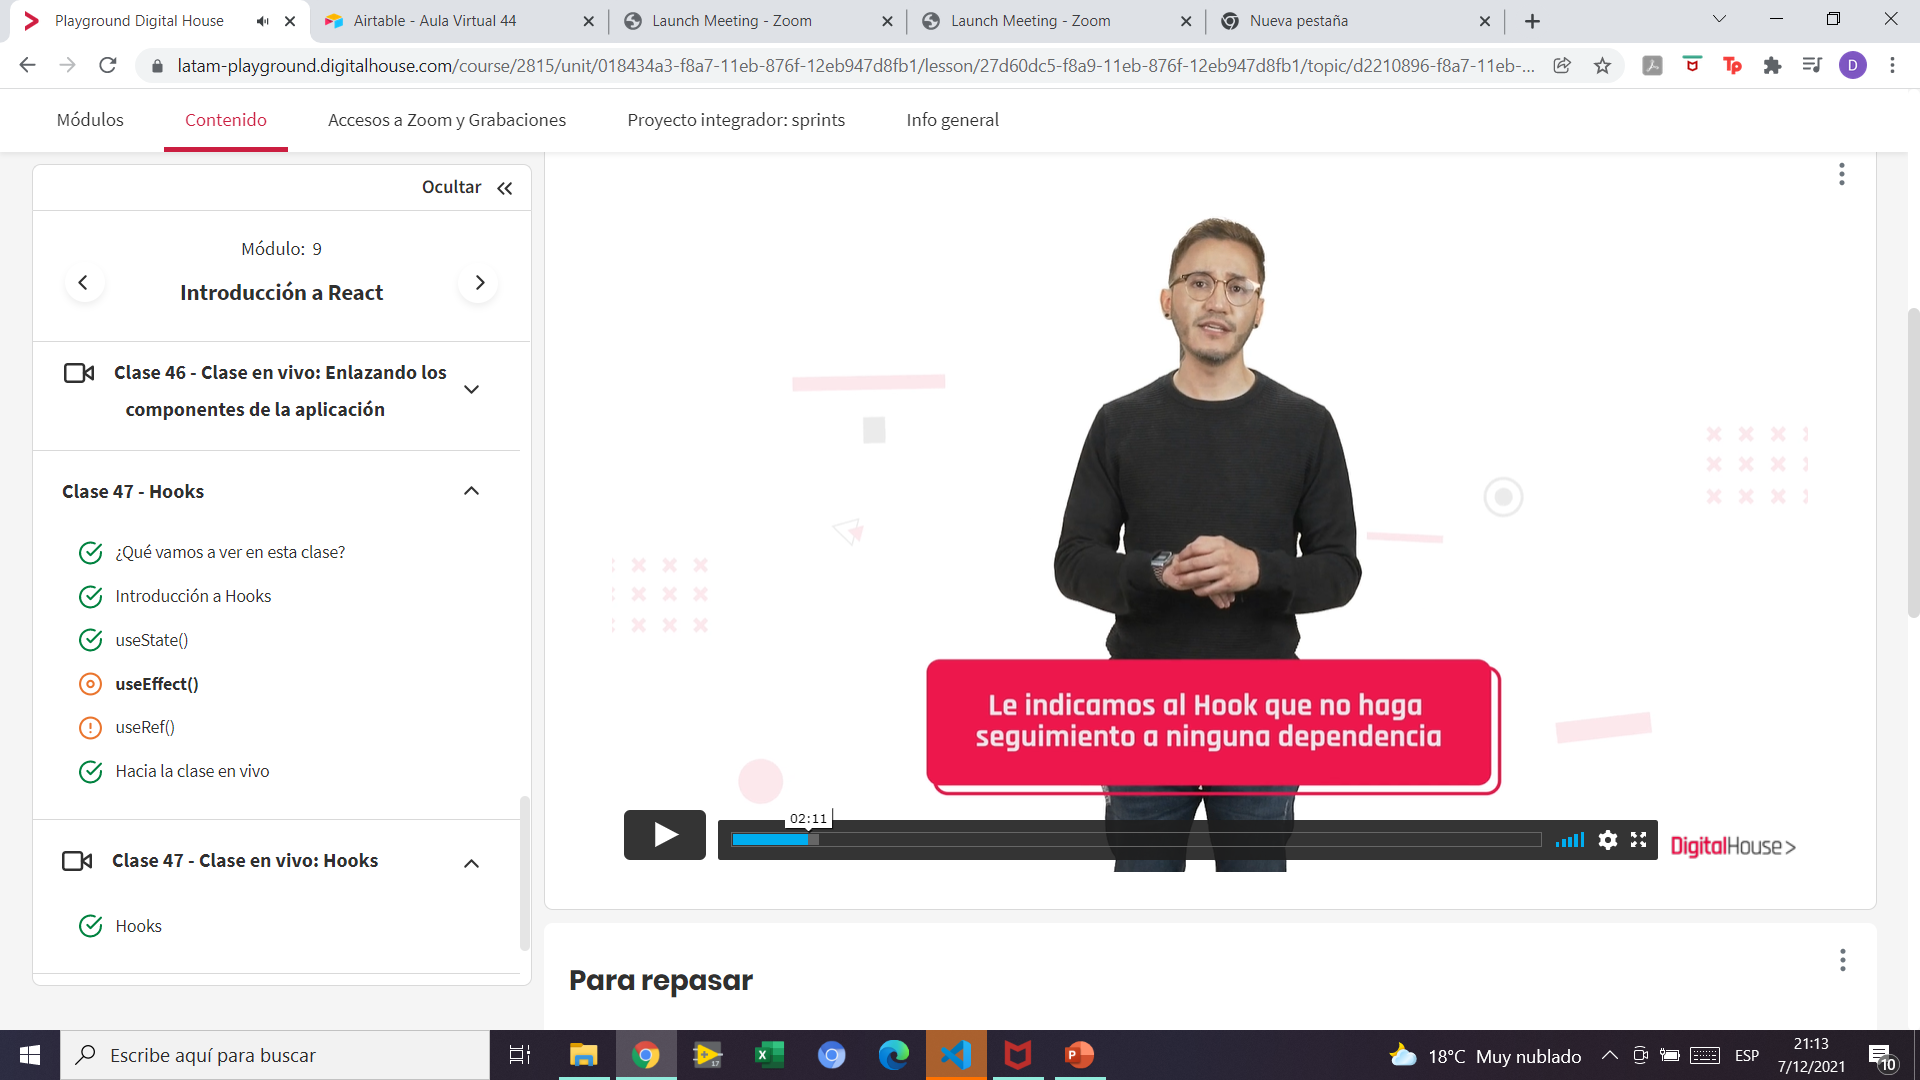 Playground Digital House
Airtable - Aula Virtual 44
Launch Meeting - Zoom
Launch Meeting - Zoom
Nueva pestaña
latam-playground.digitalhouse.com/course/2815/unit/018434a3-f8a7-11eb-876f-12eb947d8fb1/lesson/27d60dc5-f8a9-11eb-876f-12eb947d8fb1/topic/d2210896-f8a7-11eb-...
Tp
D
Módulos
Contenido
Accesos a Zoom y Grabaciones
Proyecto integrador: sprints
Info general
Ocultar
Módulo: 9
Introducción a React
Clase 46 - Clase en vivo: Enlazando los
componentes de la aplicación
Clase 47 - Hooks
¿Qué vamos a ver en esta clase?
Introducción a Hooks
useState()
useEffect()
useRef()
Hacia la clase en vivo
Clase 47 - Clase en vivo: Hooks
Hooks
Le indicamos al Hook que no haga
seguimiento a ninguna dependencia
02:11
DigitalHouse>
Para repasar
Escribe aquí para buscar
17
18°C Muy nublado
ESP
21:13
7/12/2021
10